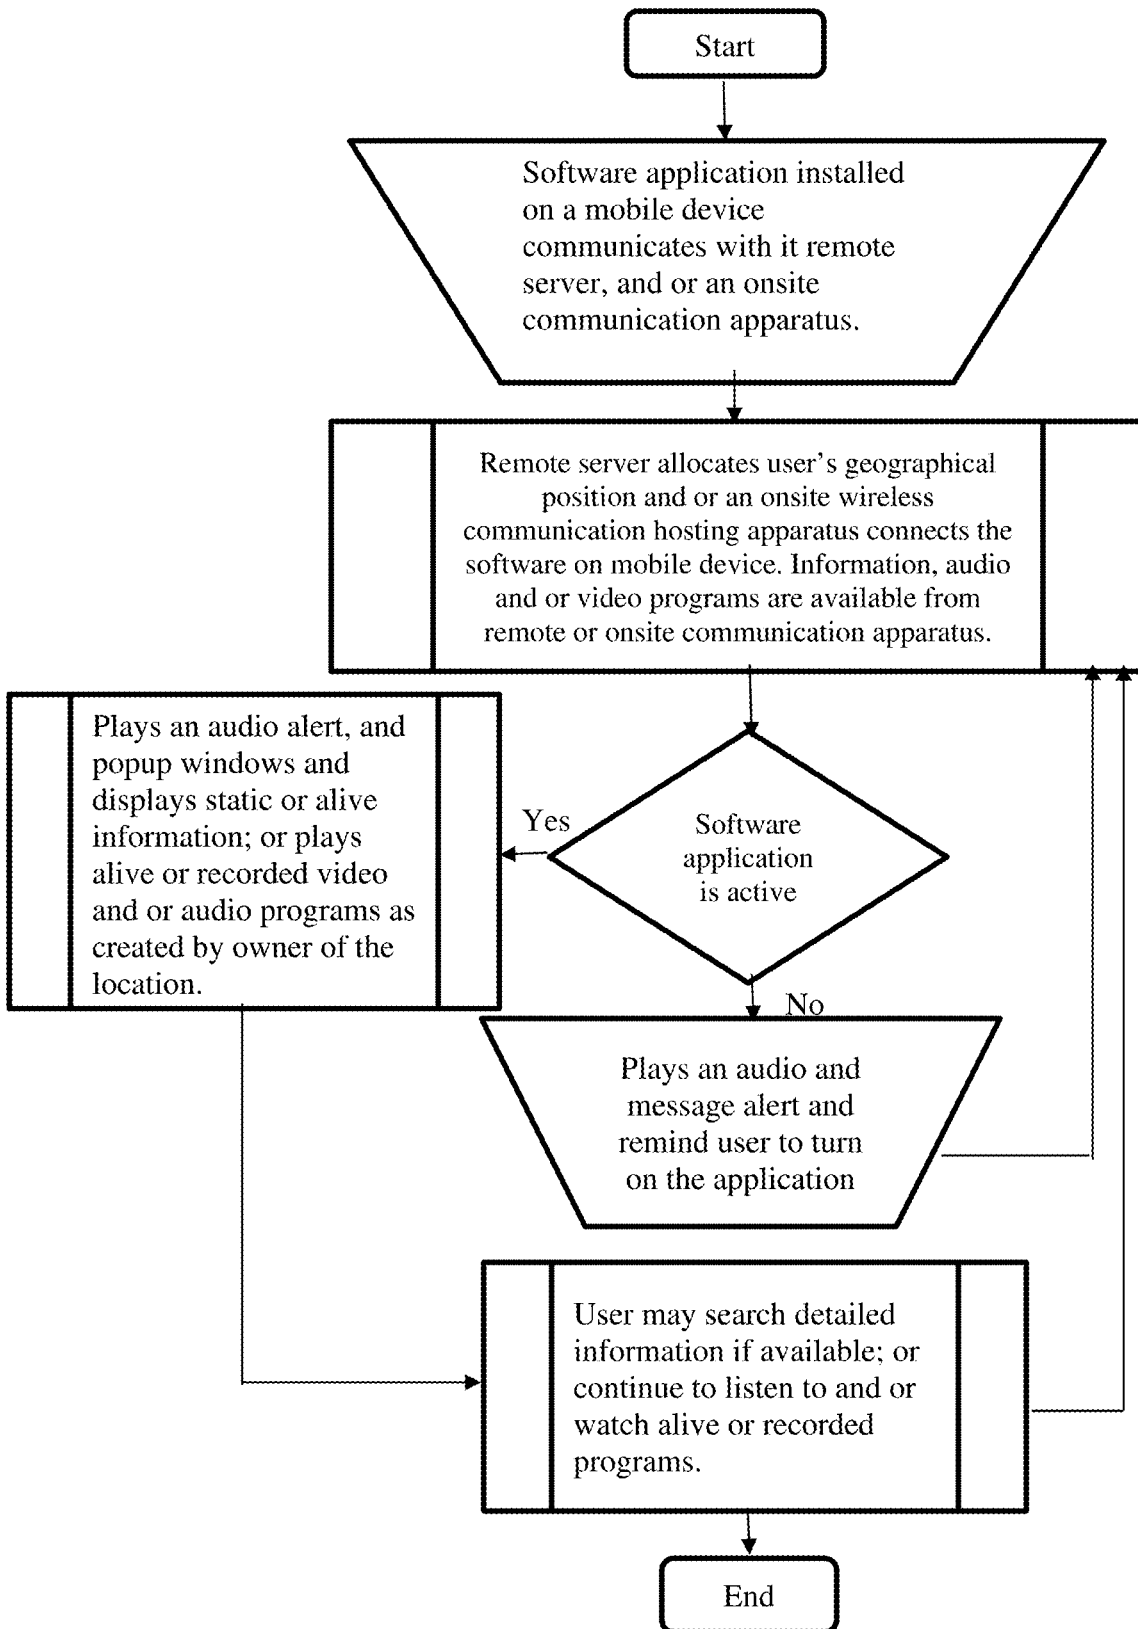 Start
Software application installed
on a mobile device
communicates with it remote
server, and or an onsite
communication apparatus.
Remote server allocates user’s geographical
position and or an onsite wireless
communication hosting apparatus connects the
software on mobile device. Information, audio
and or video programs are available from
remote or onsite communication apparatus.
Software
application
is active
Yes
Plays an audio alert, and
popup windows and
displays static or alive
information; or plays
alive or recorded video
and or audio programs as
created by owner of the
location.
No
Plays an audio and
message alert and
remind user to turn
on the application
User may search detailed
information if available; or
continue to listen to and or
watch alive or recorded
programs.
End